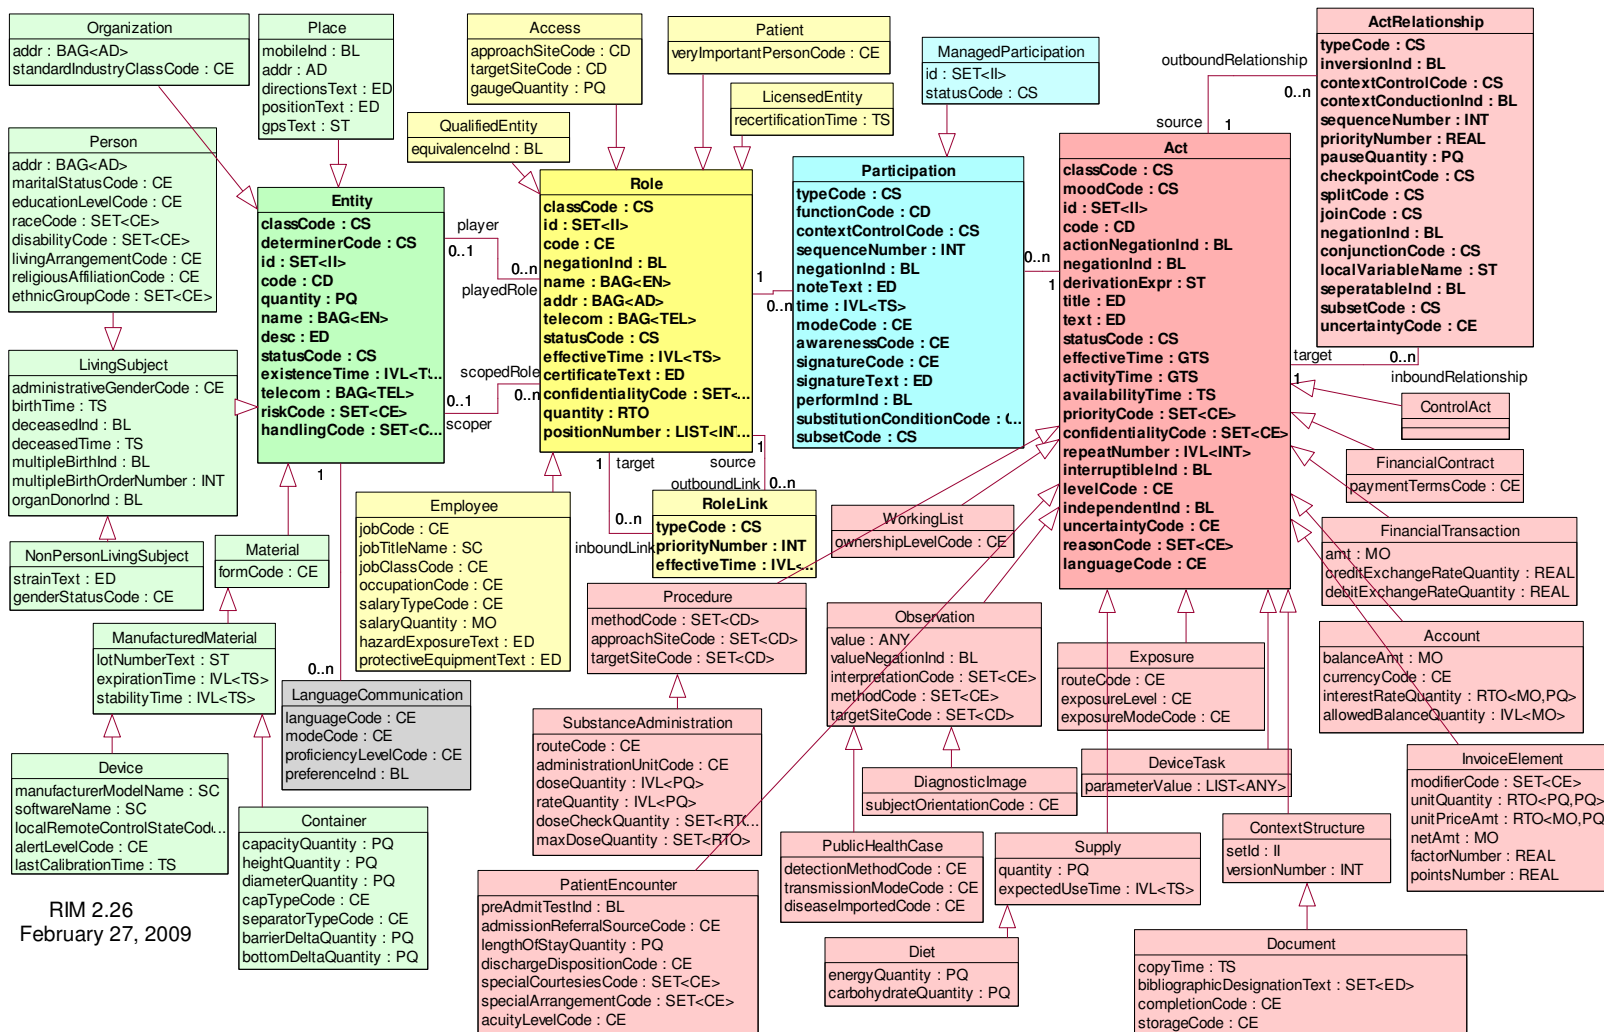 Organization
addr : BAG<AD>
standardIndustryClassCode : CE
Place
mobileInd : BL
addr : AD
directionsText : ED
positionText : ED
gpsText : ST
Access
approachSiteCode : CD
targetSiteCode : CD
gaugeQuantity : PQ
Patient
veryImportantPersonCode : CE
LicensedEntity
recertificationTime : TS
QualifiedEntity
equivalenceInd : BL
ManagedParticipation
id : SET<II>
statusCode : CS
ActRelationship
typeCode : CS
inversionInd : BL
contextControlCode : CS
contextConductionInd : BL
sequenceNumber : INT
priorityNumber : REAL
pauseQuantity : PQ
checkpointCode : CS
splitCode : CS
joinCode : CS
negationInd : BL
conjunctionCode : CS
localVariableName : ST
seperatableInd : BL
subsetCode : CS
uncertaintyCode : CE
outboundRelationship
0..n
source
1
target
0..n
1
inboundRelationship
Person
addr : BAG<AD>
maritalStatusCode : CE
educationLevelCode : CE
raceCode : SET<CE>
disabilityCode : SET<CE>
livingArrangementCode : CE
religiousAffiliationCode : CE
ethnicGroupCode : SET<CE>
Entity
classCode : CS
determinerCode : CS
id : SET<II>
code : CD
quantity : PQ
name : BAG<EN>
desc : ED
statusCode : CS
existenceTime : IVL<T...
telecom : BAG<TEL>
riskCode : SET<CE>
handlingCode : SET<C...
player
0..1
0..n
playedRole
scopedRole
0..n
0..1
scoper
Role
classCode : CS
id : SET<II>
code : CE
negationInd : BL
name : BAG<EN>
addr : BAG<AD>
telecom : BAG<TEL>
statusCode : CS
effectiveTime : IVL<TS>
certificateText : ED
confidentialityCode : SET<...
quantity : RTO
positionNumber : LIST<INT...
1
0..n
Participation
typeCode : CS
functionCode : CD
contextControlCode : CS
sequenceNumber : INT
negationInd : BL
noteText : ED
time : IVL<TS>
modeCode : CE
awarenessCode : CE
signatureCode : CE
signatureText : ED
performInd : BL
substitutionConditionCode : C...
subsetCode : CS
0..n
1
Act
classCode : CS
moodCode : CS
id : SET<II>
code : CD
actionNegationInd : BL
negationInd : BL
derivationExpr : ST
title : ED
text : ED
statusCode : CS
effectiveTime : GTS
activityTime : GTS
availabilityTime : TS
priorityCode : SET<CE>
confidentialityCode : SET<CE>
repeatNumber : IVL<INT>
interruptibleInd : BL
levelCode : CE
independentInd : BL
uncertaintyCode : CE
reasonCode : SET<CE>
languageCode : CE
LivingSubject
administrativeGenderCode : CE
birthTime : TS
deceasedInd : BL
deceasedTime : TS
multipleBirthInd : BL
multipleBirthOrderNumber : INT
organDonorInd : BL
NonPersonLivingSubject
strainText : ED
genderStatusCode : CE
Material
formCode : CE
1
0..n
Employee
jobCode : CE
jobTitleName : SC
jobClassCode : CE
occupationCode : CE
salaryTypeCode : CE
salaryQuantity : MO
hazardExposureText : ED
protectiveEquipmentText : ED
1
target
0..n
inboundLink
source
1
outboundLink
0..n
RoleLink
typeCode : CS
priorityNumber : INT
effectiveTime : IVL<...
WorkingList
ownershipLevelCode : CE
ControlAct
FinancialContract
paymentTermsCode : CE
FinancialTransaction
amt : MO
creditExchangeRateQuantity : REAL
debitExchangeRateQuantity : REAL
ManufacturedMaterial
lotNumberText : ST
expirationTime : IVL<TS>
stabilityTime : IVL<TS>
LanguageCommunication
languageCode : CE
modeCode : CE
proficiencyLevelCode : CE
preferenceInd : BL
Procedure
methodCode : SET<CD>
approachSiteCode : SET<CD>
targetSiteCode : SET<CD>
Observation
value : ANY
valueNegationInd : BL
interpretationCode : SET<CE>
methodCode : SET<CE>
targetSiteCode : SET<CD>
Exposure
routeCode : CE
exposureLevel : CE
exposureModeCode : CE
Account
balanceAmt : MO
currencyCode : CE
interestRateQuantity : RTO<MO,PQ>
allowedBalanceQuantity : IVL<MO>
SubstanceAdministration
routeCode : CE
administrationUnitCode : CE
doseQuantity : IVL<PQ>
rateQuantity : IVL<PQ>
doseCheckQuantity : SET<RTO...
maxDoseQuantity : SET<RTO>
DiagnosticImage
subjectOrientationCode : CE
DeviceTask
parameterValue : LIST<ANY>
InvoiceElement
modifierCode : SET<CE>
unitQuantity : RTO<PQ,PQ>
unitPriceAmt : RTO<MO,PQ
netAmt : MO
factorNumber : REAL
pointsNumber : REAL
Device
manufacturerModelName : SC
softwareName : SC
localRemoteControlStateCode...
alertLevelCode : CE
lastCalibrationTime : TS
Container
capacityQuantity : PQ
heightQuantity : PQ
diameterQuantity : PQ
capTypeCode : CE
separatorTypeCode : CE
barrierDeltaQuantity : PQ
bottomDeltaQuantity : PQ
PublicHealthCase
detectionMethodCode : CE
transmissionModeCode : CE
diseaseImportedCode : CE
Supply
quantity : PQ
expectedUseTime : IVL<TS>
ContextStructure
setId : II
versionNumber : INT
PatientEncounter
preAdmitTestInd : BL
admissionReferralSourceCode : CE
lengthOfStayQuantity : PQ
dischargeDispositionCode : CE
specialCourtesiesCode : SET<CE>
specialArrangementCode : SET<CE>
acuityLevelCode : CE
Diet
energyQuantity : PQ
carbohydrateQuantity : PQ
Document
copyTime : TS
bibliographicDesignationText : SET<ED>
completionCode : CE
storageCode : CE
RIM 2.26
February 27, 2009